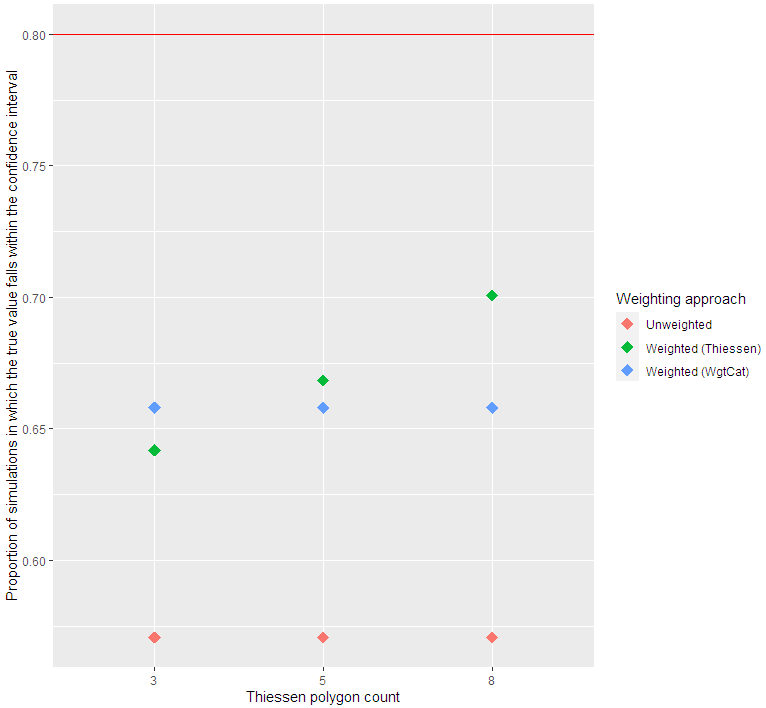 Proportion of simulations in which the true value falls within the confidence interval
0.80
0.75
0.70
0.65
0.60
3
5
8
Thiessen polygon count
Weighting approach
Unweighted
Weighted (Thiessen)
Weighted (WgtCat)